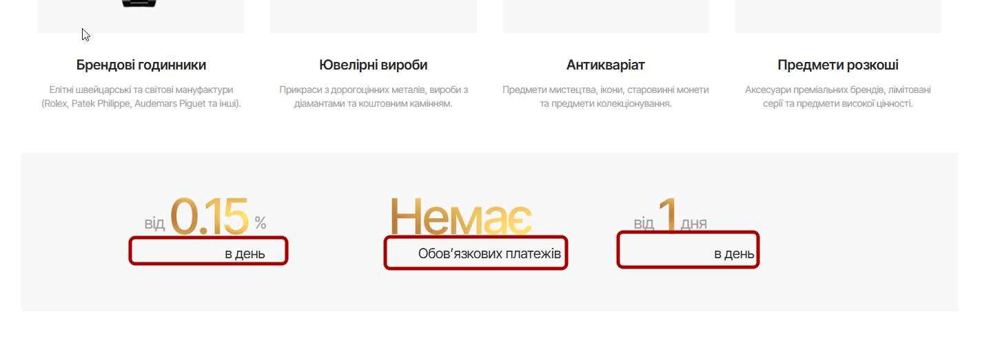 Брендові годинники
Елітні швейцарські та світові мануфактури
(Rolex, Patek Philippe, Audemars Piguet та інші).
Ювелірні вироби
Прикраси з дорогоцінних металів, вироби з
діамантами та коштовним камінням.
Антикваріат
Предмети мистецтва, ікони, старовинні монети
та предмети колекціонування.
Предмети розкоші
Аксесуари преміальних брендів, лімітовані
серії та предмети високої цінності.
від 0.15 %
в день
Немає
Обов’язкових платежів
від 1 дня
в день